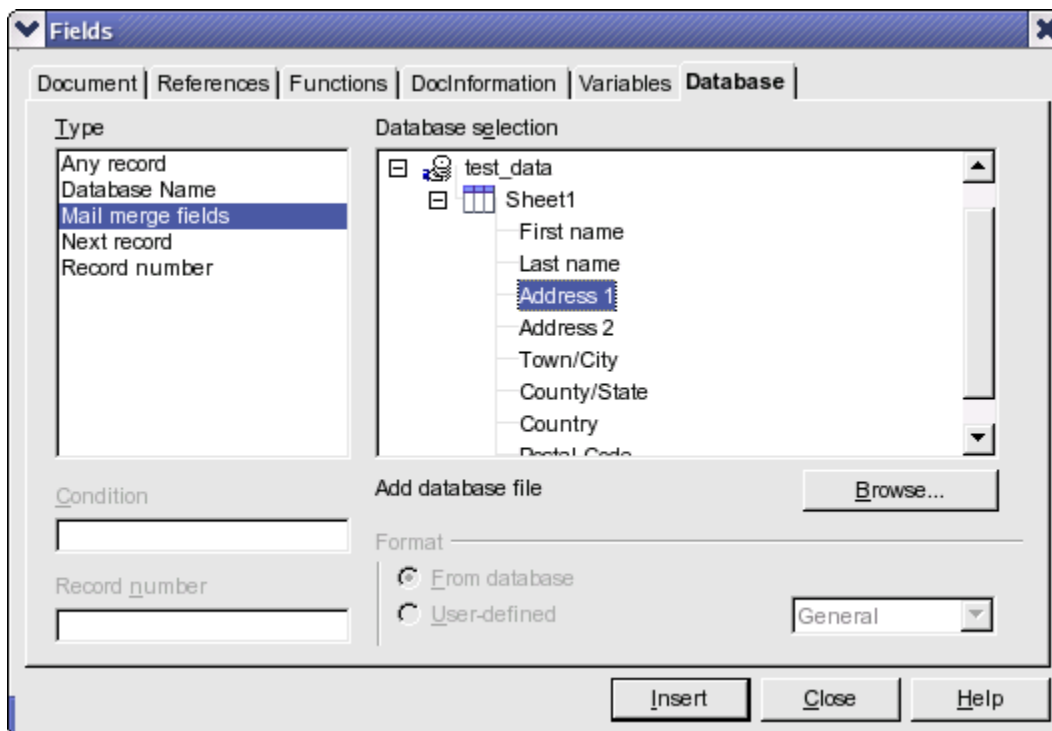 Fields
Document References Functions DocInformation Variables Database
Type
Any record
Database Name
Mail merge fields
Next record
Record number
Condition
Record number
Database selection
test_data
Sheet1
First name
Last name
Address 1
Address 2
Town/City
County/State
Country
Postal Code
Add database file
Browse...
Format
From database
User-defined
General
Insert Close Help